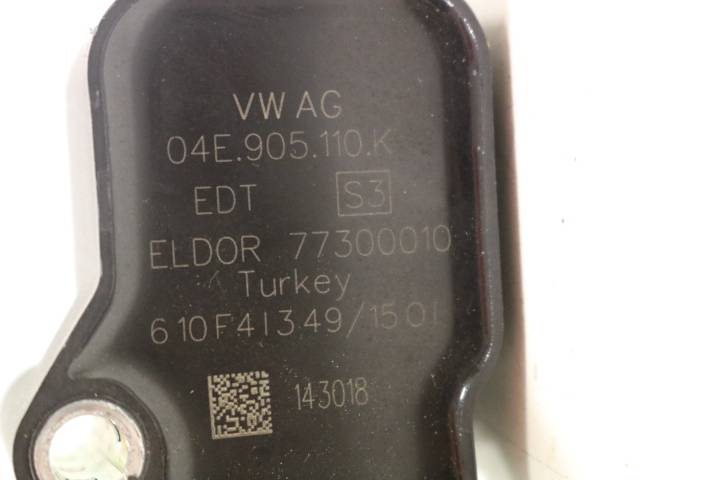 VW AG
04E.905.110.K
EDT S3
ELDOR 77300010
Turkey
610F41349/1501
143018